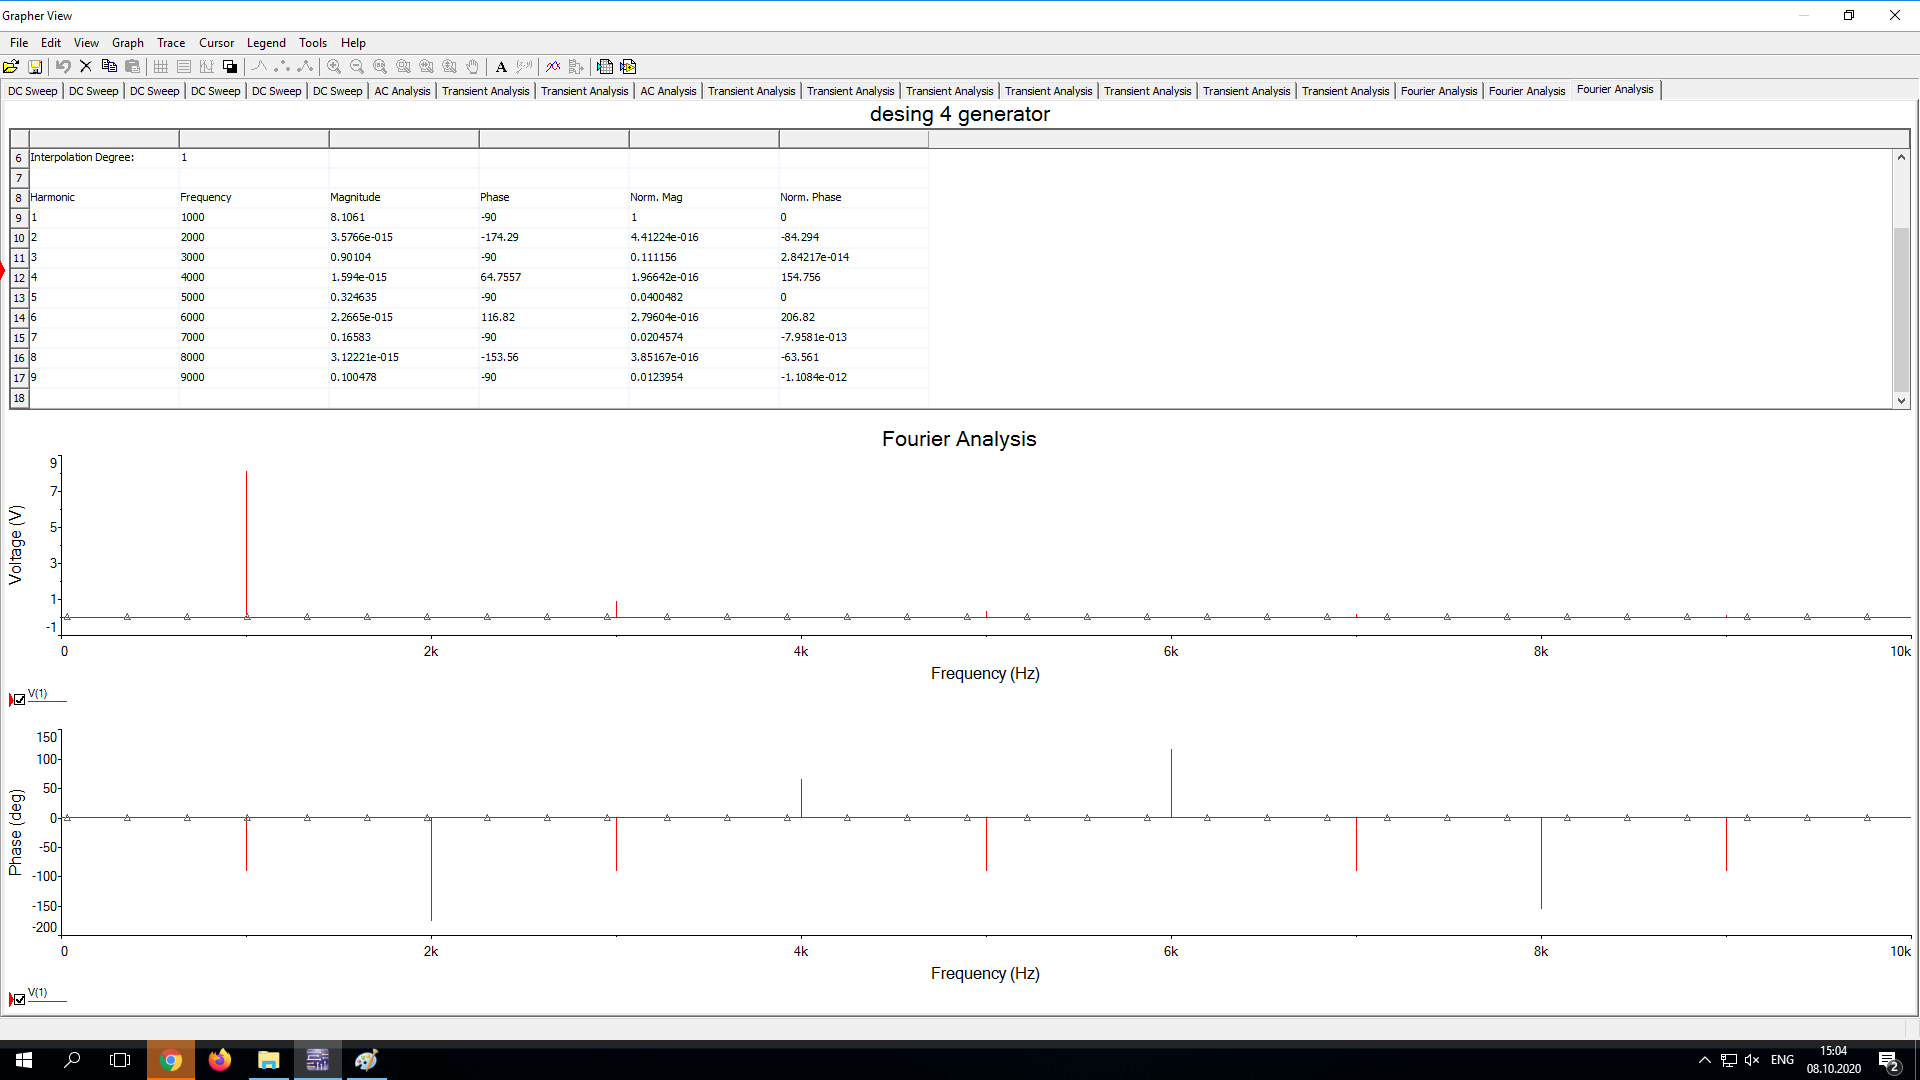 Grapher View
File Edit View Graph Trace Cursor Legend Tools Help
DC Sweep DC Sweep DC Sweep DC Sweep DC Sweep DC Sweep AC Analysis Transient Analysis Transient Analysis AC Analysis Transient Analysis Transient Analysis Transient Analysis Transient Analysis Transient Analysis Transient Analysis Transient Analysis Fourier Analysis Fourier Analysis Fourier Analysis
desing 4 generator
6 Interpolation Degree: 1
7
8 Harmonic Frequency Magnitude Phase Norm. Mag Norm. Phase
9 1 1000 8.1061 -90 1 0
10 2 2000 3.5766e-015 -174.29 4.41224e-016 -84.294
11 3 3000 0.90104 -90 0.111156 2.84217e-014
12 4 4000 1.594e-015 64.7557 1.96642e-016 154.756
13 5 5000 0.324635 -90 0.0400482 0
14 6 6000 2.2665e-015 116.82 2.79604e-016 206.82
15 7 7000 0.16583 -90 0.0204574 -7.9581e-013
16 8 8000 3.12221e-015 -153.56 3.85167e-016 -63.561
17 9 9000 0.100478 -90 0.0123954 -1.1084e-012
18
Fourier Analysis
Voltage (V)
9
7
5
3
1
-1
0 2k 4k 6k 8k 10k
Frequency (Hz)
V(1)
Phase (deg)
150
100
50
0
-50
-100
-150
-200
0 2k 4k 6k 8k 10k
Frequency (Hz)
V(1)
ENG
15:04
08.10.2020
2